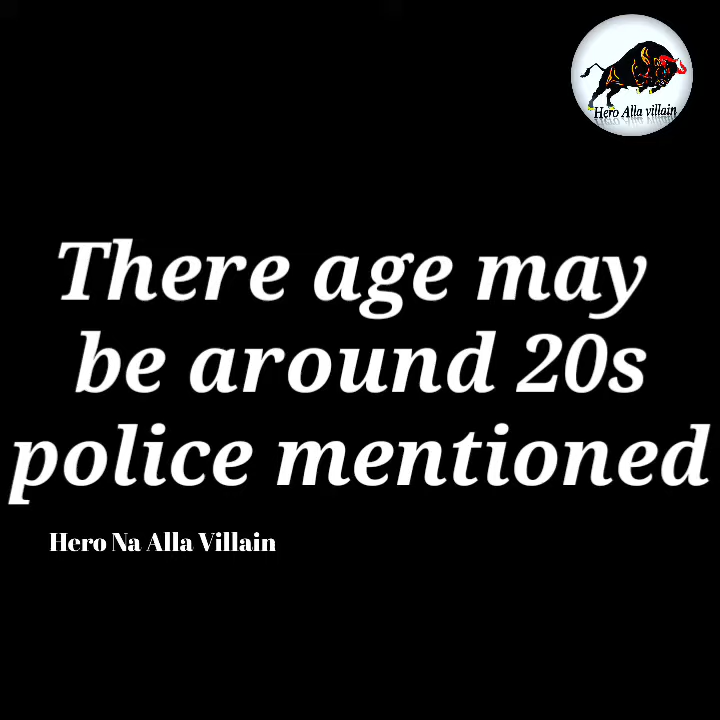 Hero Alla villain
There age may
be around 20s
police mentioned
Hero Na Alla Villain